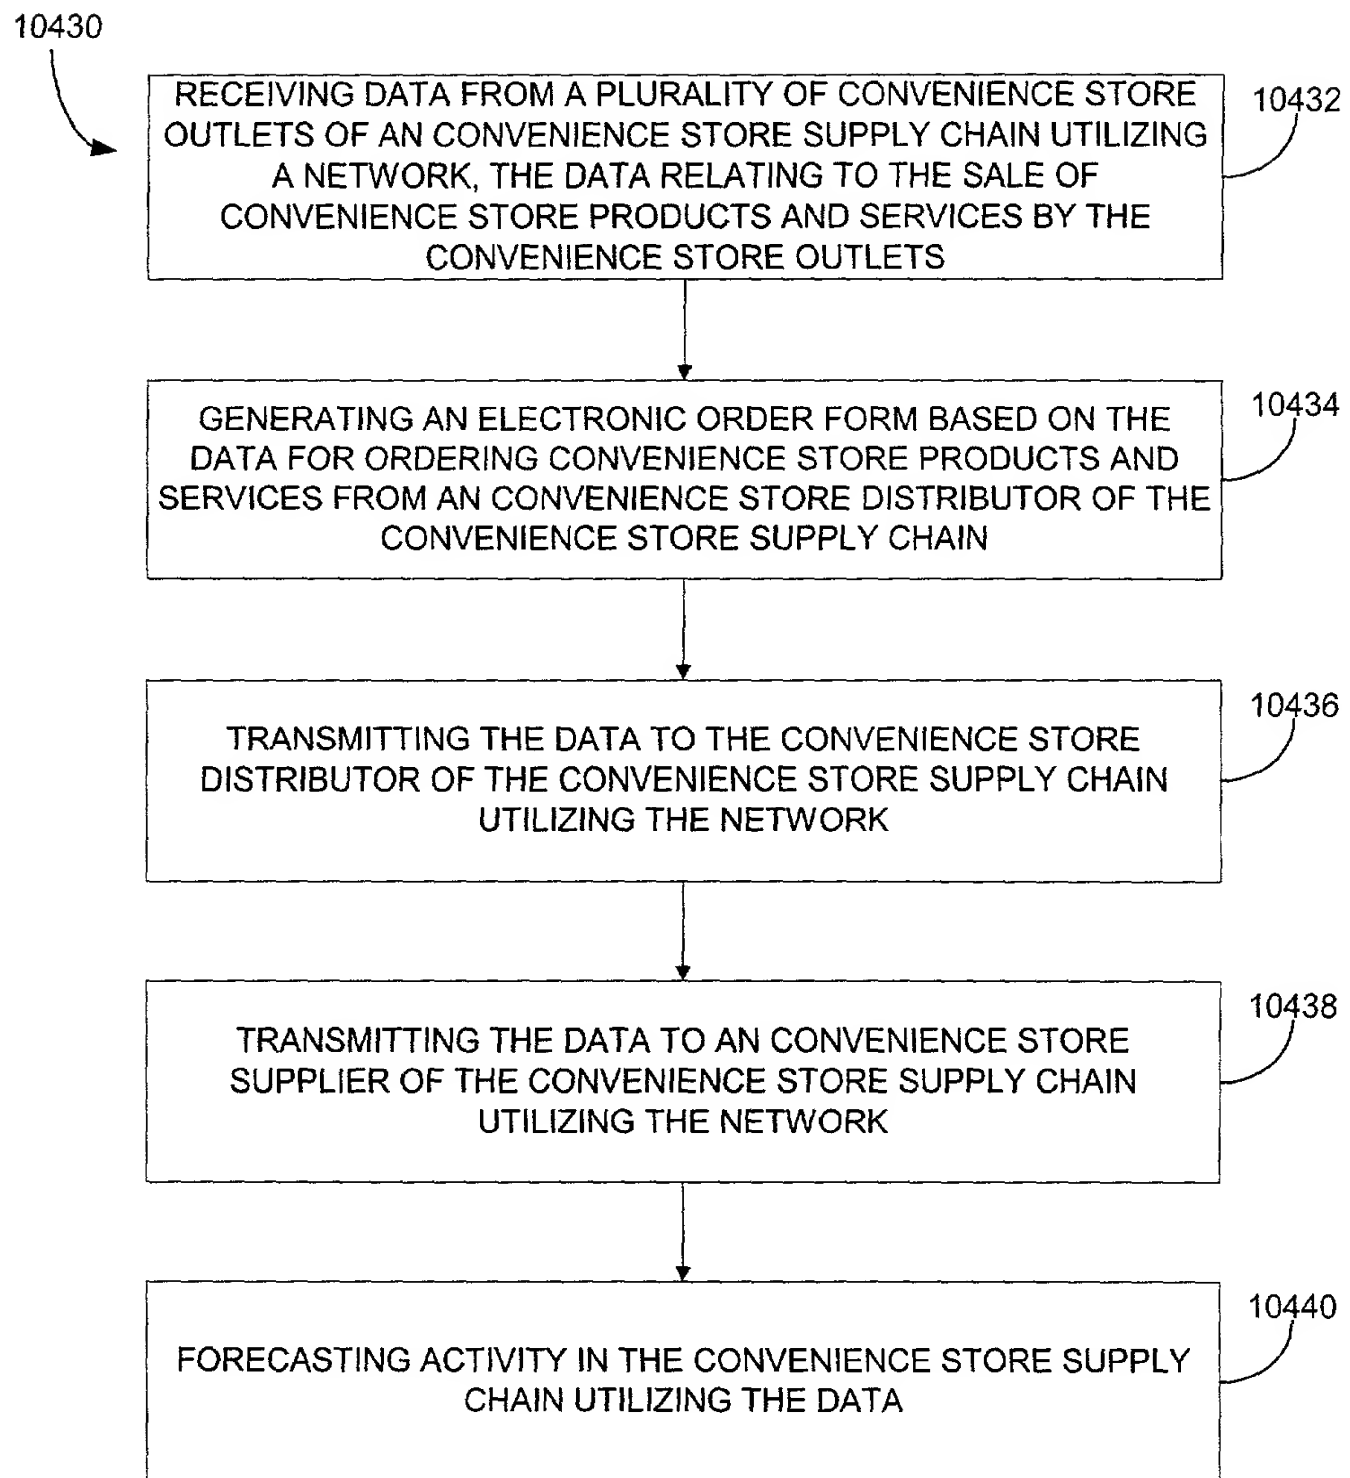 10430
RECEIVING DATA FROM A PLURALITY OF CONVENIENCE STORE
OUTLETS OF AN CONVENIENCE STORE SUPPLY CHAIN UTILIZING
A NETWORK, THE DATA RELATING TO THE SALE OF
CONVENIENCE STORE PRODUCTS AND SERVICES BY THE
CONVENIENCE STORE OUTLETS
10432
GENERATING AN ELECTRONIC ORDER FORM BASED ON THE
DATA FOR ORDERING CONVENIENCE STORE PRODUCTS AND
SERVICES FROM AN CONVENIENCE STORE DISTRIBUTOR OF THE
CONVENIENCE STORE SUPPLY CHAIN
10434
TRANSMITTING THE DATA TO THE CONVENIENCE STORE
DISTRIBUTOR OF THE CONVENIENCE STORE SUPPLY CHAIN
UTILIZING THE NETWORK
10436
TRANSMITTING THE DATA TO AN CONVENIENCE STORE
SUPPLIER OF THE CONVENIENCE STORE SUPPLY CHAIN
UTILIZING THE NETWORK
10438
FORECASTING ACTIVITY IN THE CONVENIENCE STORE SUPPLY
CHAIN UTILIZING THE DATA
10440